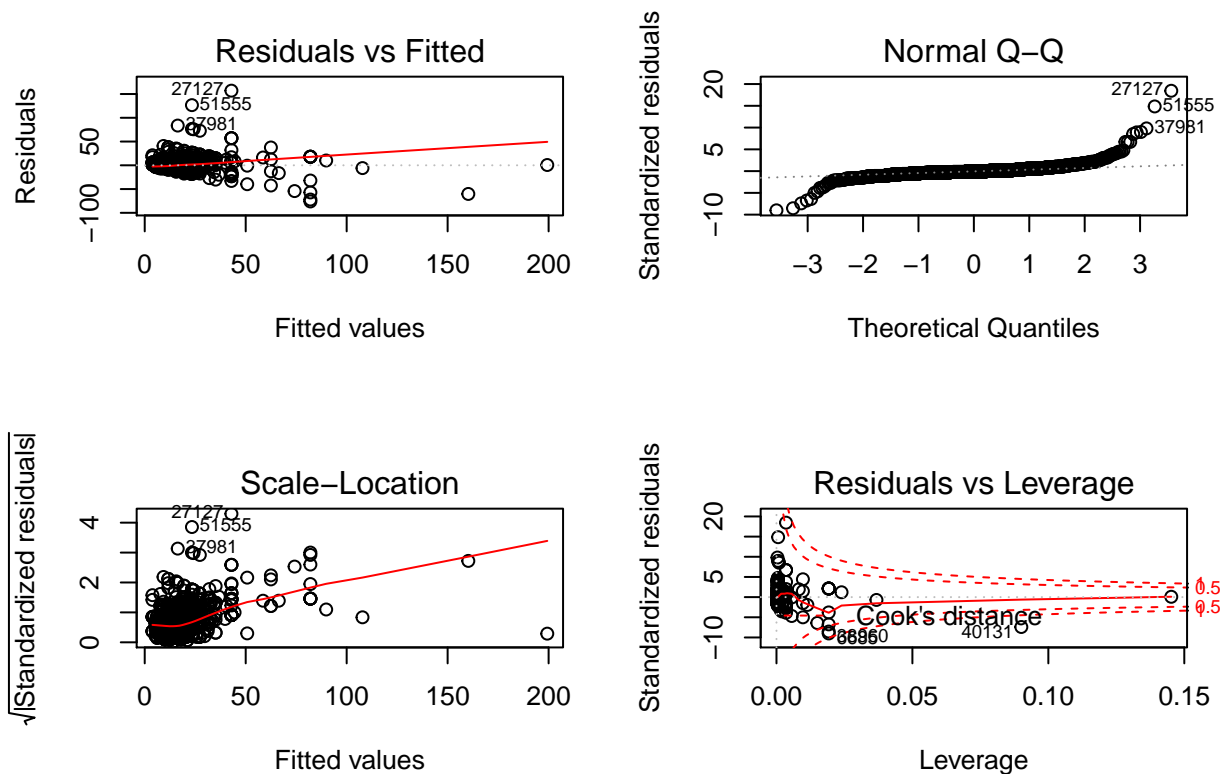 Residuals vs Fitted
Residuals
50
−100
27127
51555
37981
0 50 100 150 200
Fitted values
Normal Q−Q
Standardized residuals
20
5
−10
27127
51555
37981
−3 −2 −1 0 1 2 3
Theoretical Quantiles
Scale−Location
√|Standardized residuals|
4
2
0
27127
51555
37981
0 50 100 150 200
Fitted values
Residuals vs Leverage
Standardized residuals
20
5
−10
1
0.5
0.5
1
Cook's distance
40131
0.00 0.05 0.10 0.15
Leverage